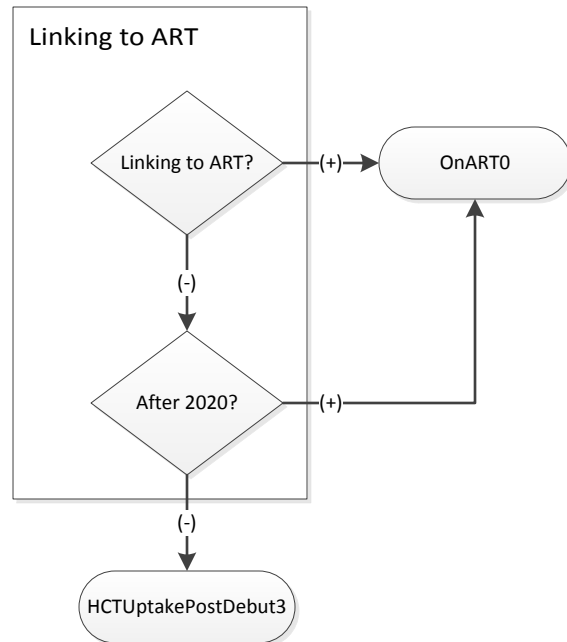 Linking to ART
Linking to ART?
(+)
OnART0
(-)
After 2020?
(+)
(-)
HCTUptakePostDebut3